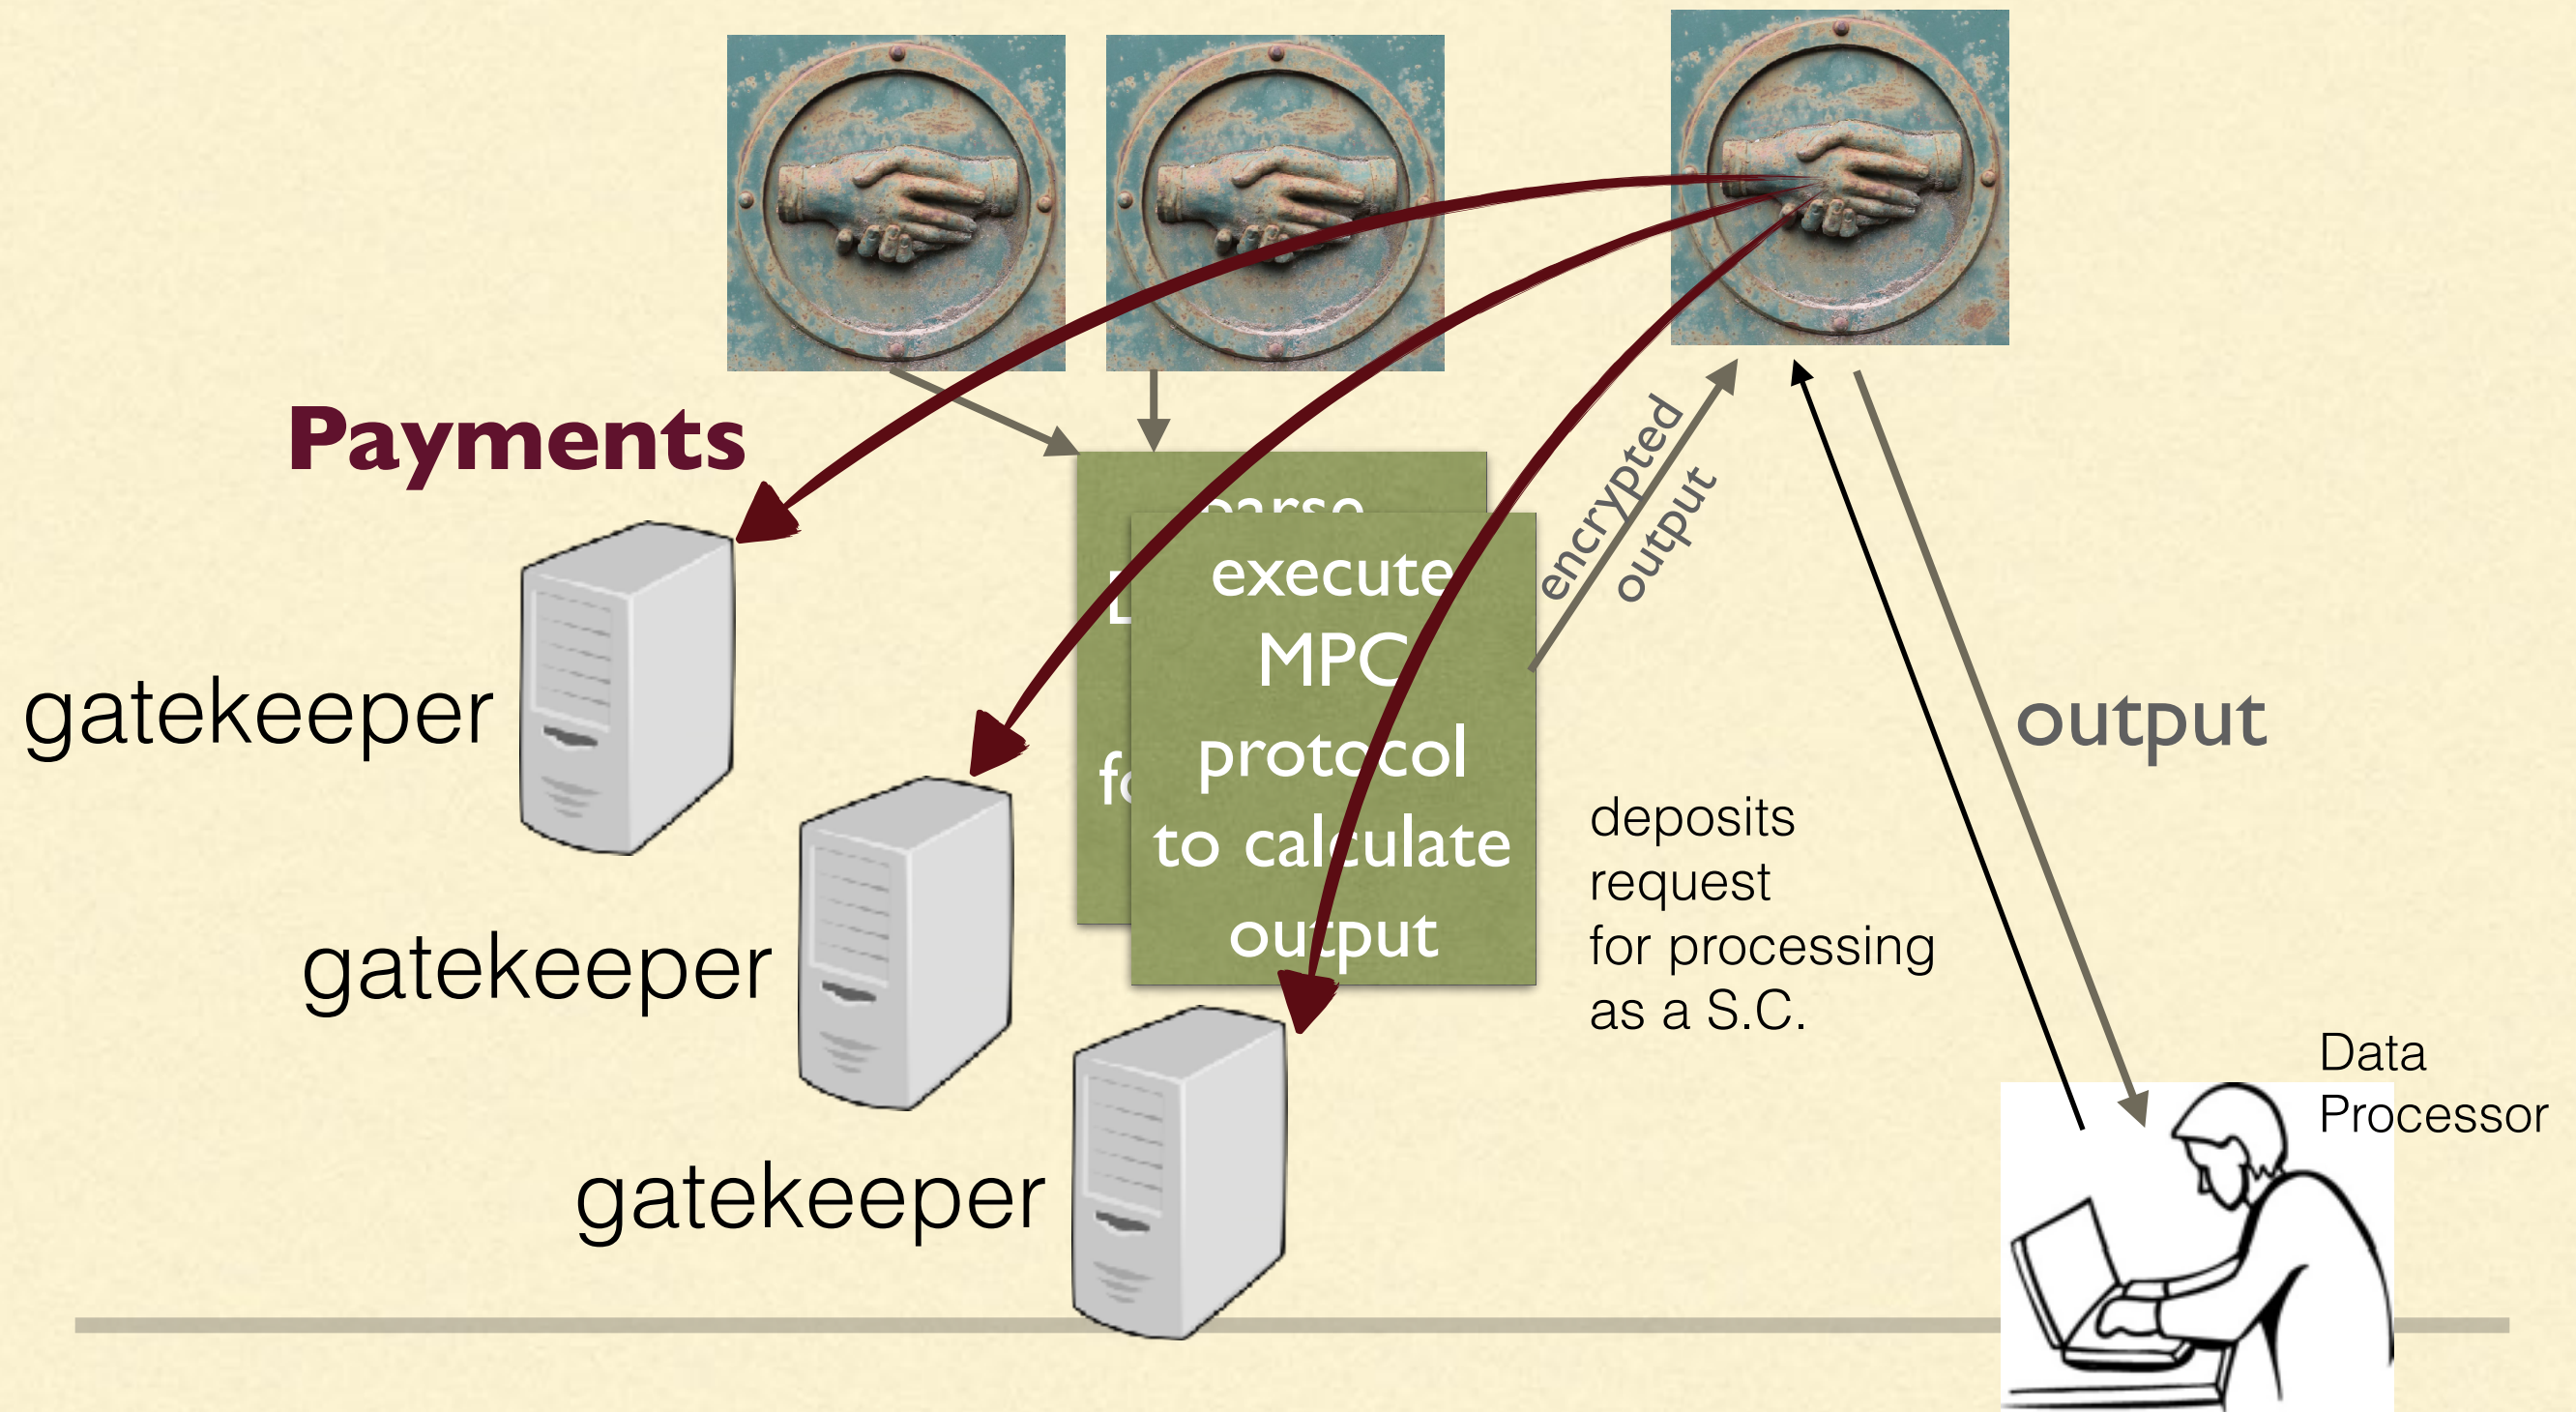 Payments
encrypted
output
execute
MPC
protocol
to calculate
output
gatekeeper
output
deposits
request
for processing
as a S.C.
gatekeeper
Data
Processor
gatekeeper